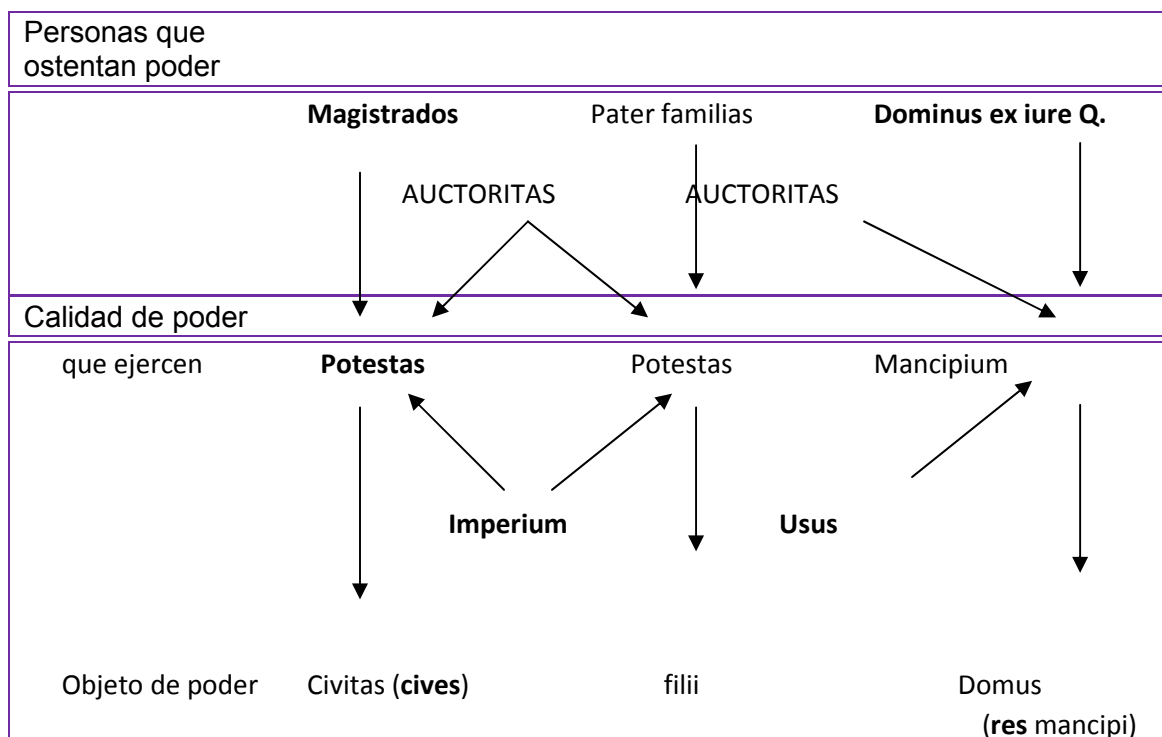 Personas que
ostentan poder
Magistrados Pater familias Dominus ex iure Q.
AUCTORITAS AUCTORITAS
Calidad de poder
que ejercen Potestas Potestas Mancipium
Imperium Usus
Objeto de poder Civitas (cives) filii Domus
(res mancipi)